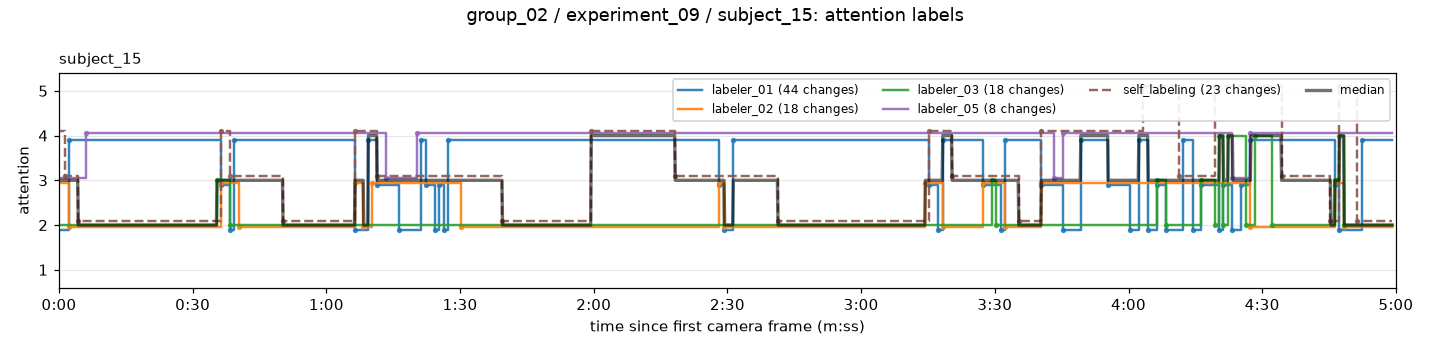 group_02 / experiment_09 / subject_15: attention labels
subject_15
labeler_01 (44 changes)
labeler_02 (18 changes)
labeler_03 (18 changes)
labeler_05 (8 changes)
self_labeling (23 changes)
median
attention
5
4
3
2
1
0:00 0:30 1:00 1:30 2:00 2:30 3:00 3:30 4:00 4:30 5:00
time since first camera frame (m:ss)